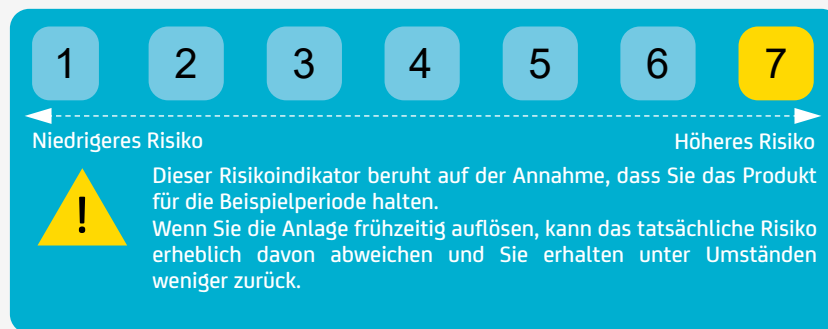 1 2 3 4 5 6 7
Niedrigeres Risiko Höheres Risiko
!
Dieser Risikoindikator beruht auf der Annahme, dass Sie das Produkt
für die Beispielperiode halten.
Wenn Sie die Anlage frühzeitig auflösen, kann das tatsächliche Risiko
erheblich davon abweichen und Sie erhalten unter Umständen
weniger zurück.